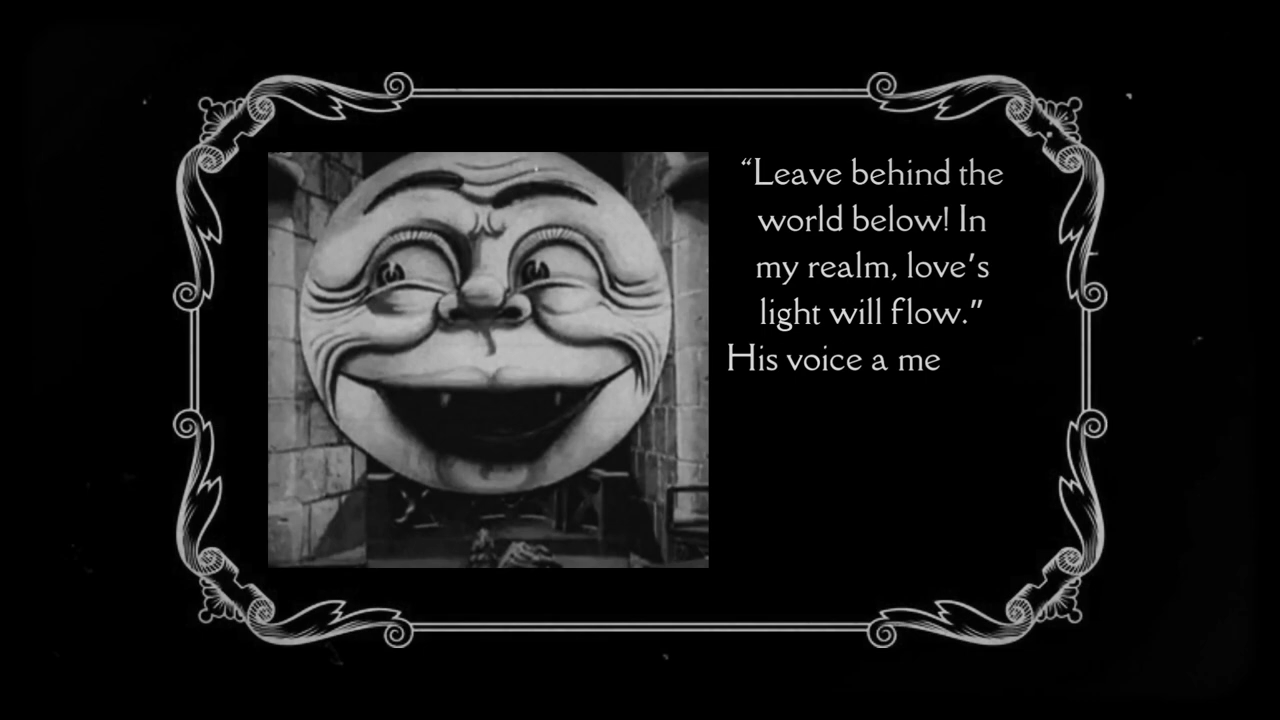 “Leave behind the
world below! In
my realm, love's
light will flow.”
His voice a me